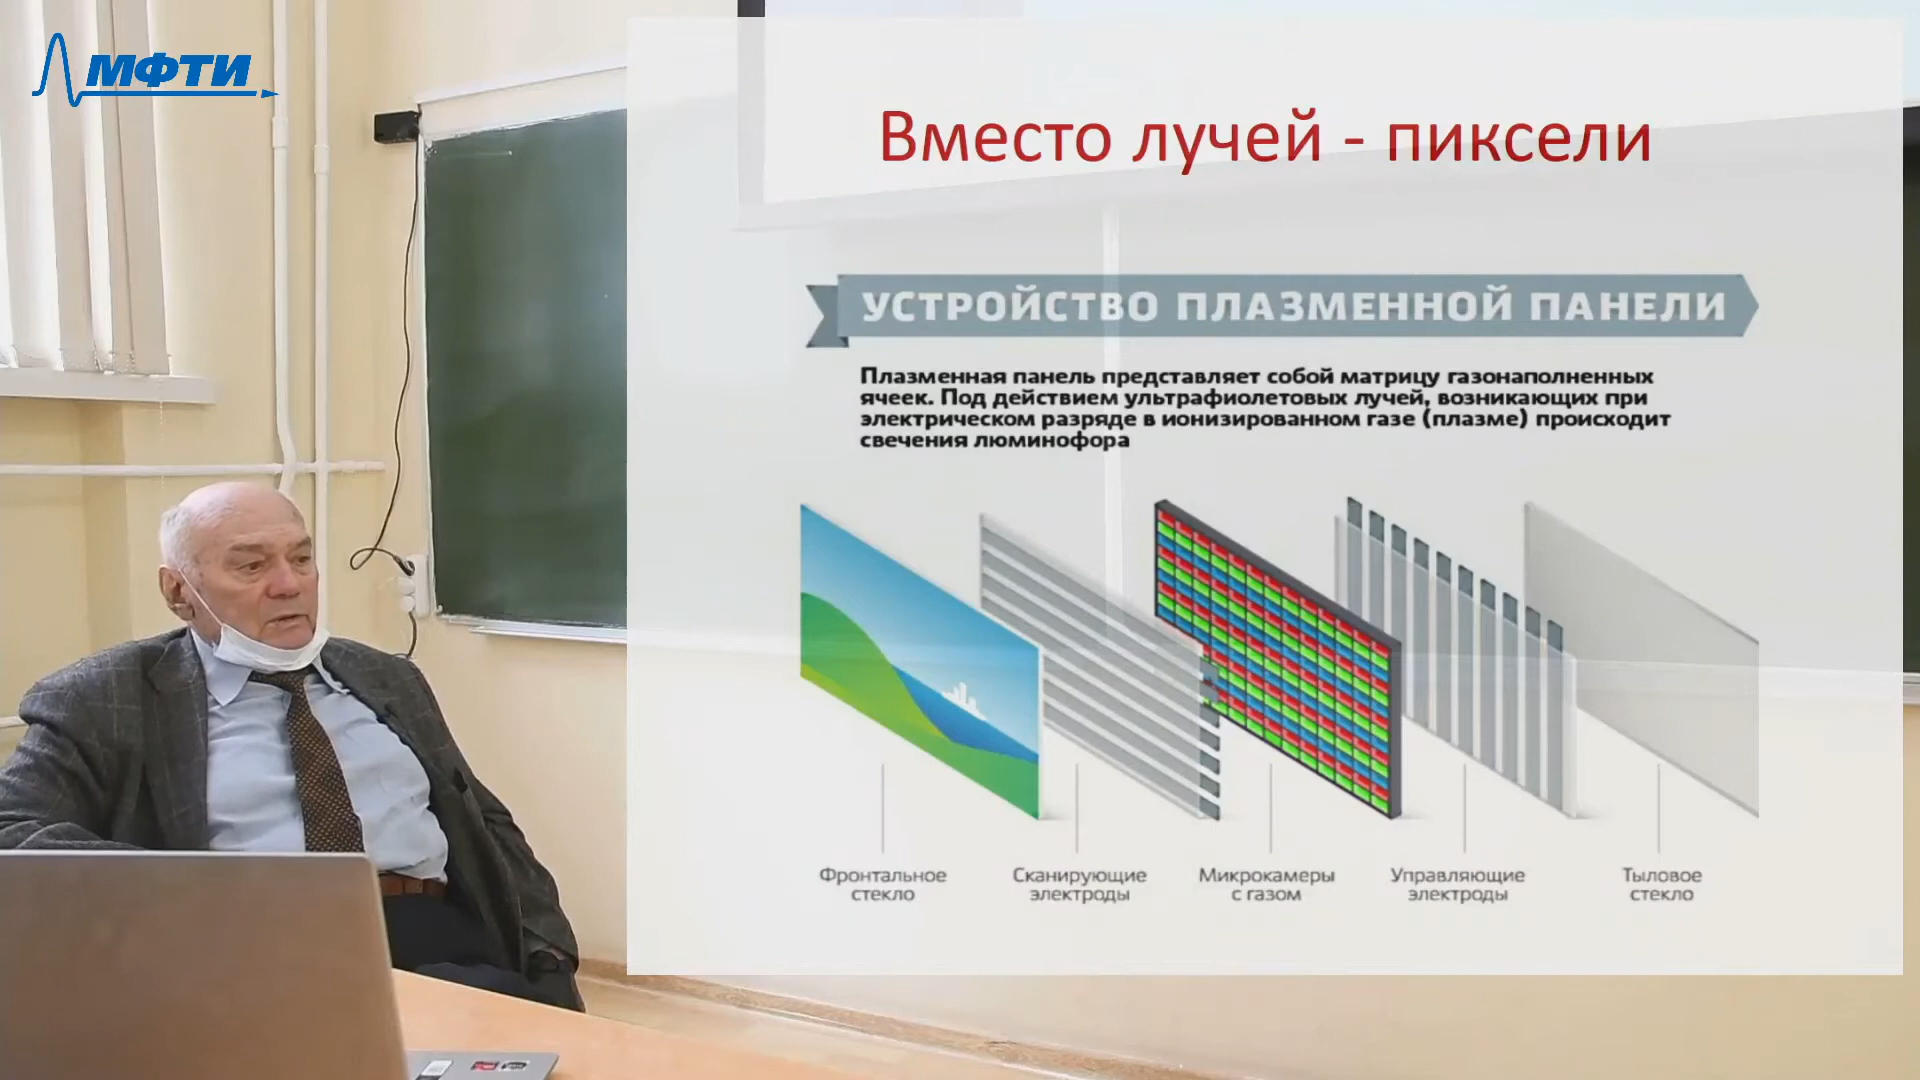 МФТИ
Вместо лучей - пиксели
УСТРОЙСТВО ПЛАЗМЕННОЙ ПАНЕЛИ
Плазменная панель представляет собой матрицу газонаполненных
ячеек. Под действием ультрафиолетовых лучей, возникающих при
электрическом разряде в ионизированном газе (плазме) происходит
свечения люминофора
Фронтальное
стекло
Сканирующие
электроды
Микрокамеры
с газом
Управляющие
электроды
Тыловое
стекло